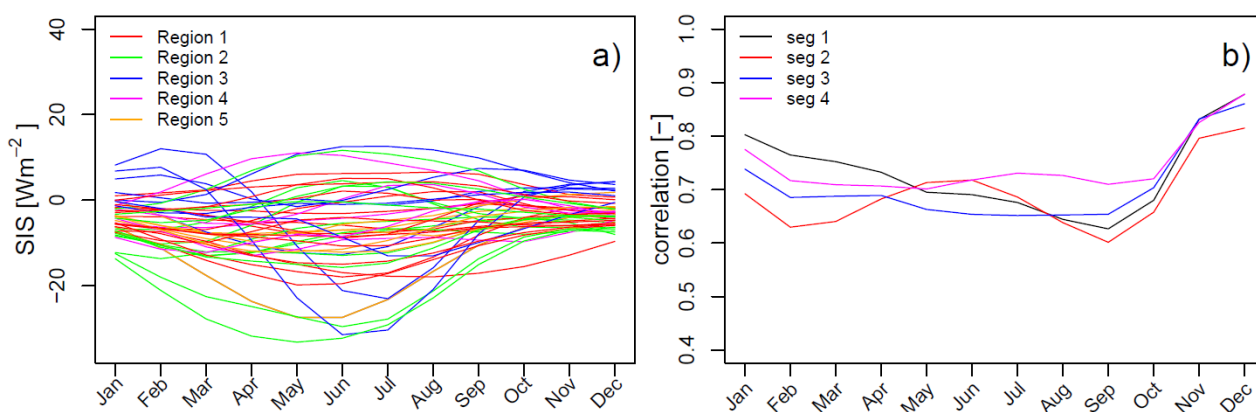 40
20
0
−20
SIS [Wm−2 ]
Region 1
Region 2
Region 3
Region 4
Region 5
a)
Jan
Feb
Mar
Apr
May
Jun
Jul
Aug
Sep
Oct
Nov
Dec
1.0
0.9
0.8
0.7
0.6
0.5
0.4
correlation [−]
seg 1
seg 2
seg 3
seg 4
b)
Jan
Feb
Mar
Apr
May
Jun
Jul
Aug
Sep
Oct
Nov
Dec